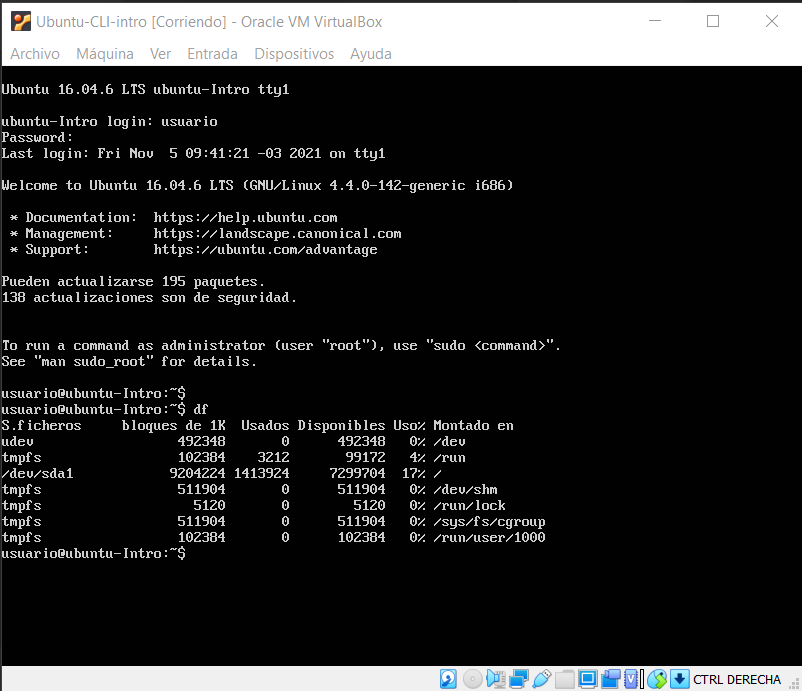 Ubuntu-CLI-intro [Corriendo] - Oracle VM VirtualBox
Archivo Máquina Ver Entrada Dispositivos Ayuda
Ubuntu 16.04.6 LTS ubuntu-Intro tty1
ubuntu-Intro login: usuario
Password:
Last login: Fri Nov  5 09:41:21 -03 2021 on tty1
Welcome to Ubuntu 16.04.6 LTS (GNU/Linux 4.4.0-142-generic i686)
 * Documentation:  https://help.ubuntu.com
 * Management:     https://landscape.canonical.com
 * Support:        https://ubuntu.com/advantage
Pueden actualizarse 195 paquetes.
138 actualizaciones son de seguridad.
To run a command as administrator (user "root"), use "sudo <command>".
See "man sudo_root" for details.
usuario@ubuntu-Intro:~$
usuario@ubuntu-Intro:~$ df
S.ficheros     bloques de 1K  Usados Disponibles Uso% Montado en
udev                  492348       0      492348   0% /dev
tmpfs                 102384    3212       99172   4% /run
/dev/sda1            9204224 1413924     7299704  17% /
tmpfs                 511904       0      511904   0% /dev/shm
tmpfs                   5120       0        5120   0% /run/lock
tmpfs                 511904       0      511904   0% /sys/fs/cgroup
tmpfs                 102384       0      102384   0% /run/user/1000
usuario@ubuntu-Intro:~$
CTRL DERECHA